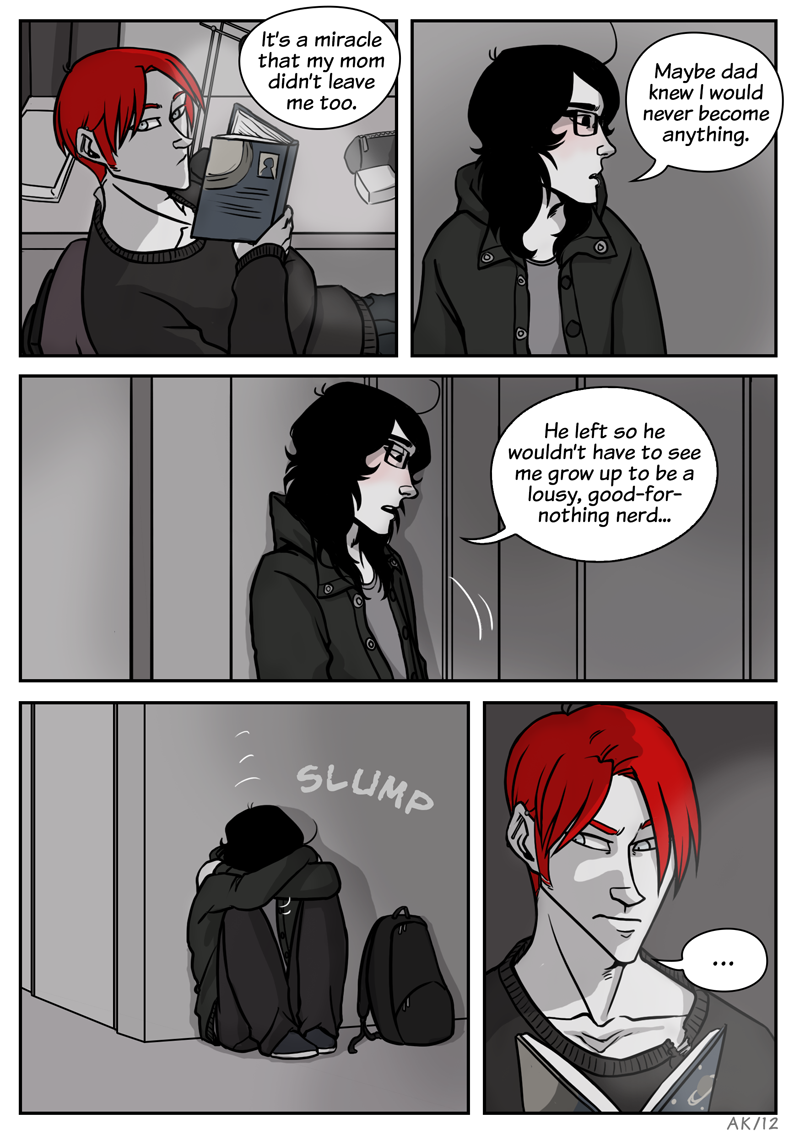 It's a miracle
that my mom
didn't leave
me too.
Maybe dad
knew I would
never become
anything.
He left so he
wouldn't have to see
me grow up to be a
lousy, good-for-
nothing nerd...
SLUMP
...
AK/12